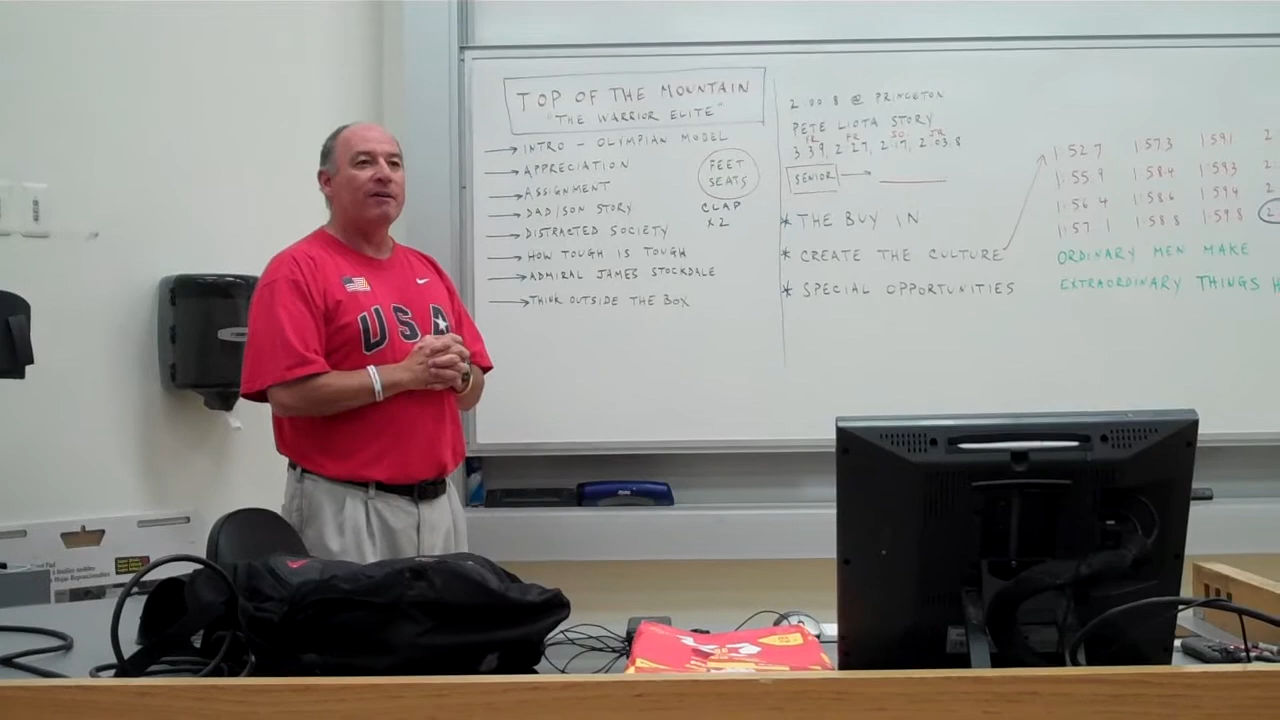 USA
TOP OF THE MOUNTAIN
"THE WARRIOR ELITE"
INTRO - OLYMPIAN MODEL
APPRECIATION
ASSIGNMENT
DAD/SON STORY
DISTRACTED SOCIETY
HOW TOUGH IS TOUGH
ADMIRAL JAMES STOCKDALE
THINK OUTSIDE THE BOX
FEET
SEATS
CLAP
X2
2 00 8 @ PRINCETON
PETE LIOTA STORY
FR FR SO JR
3 39, 2 27, 2 17, 2 03.8
SENIOR
* THE BUY IN
* CREATE THE CULTURE
* SPECIAL OPPORTUNITIES
1:52 7 1 57 3 1 59 1 2
1:55.9 1 58.4 1 59 3 2
1:56 4 1 58.6 1 59 4 2
1:57 1 1 58 8 1 59.8 2
ORDINARY MEN MAKE
EXTRAORDINARY THINGS H